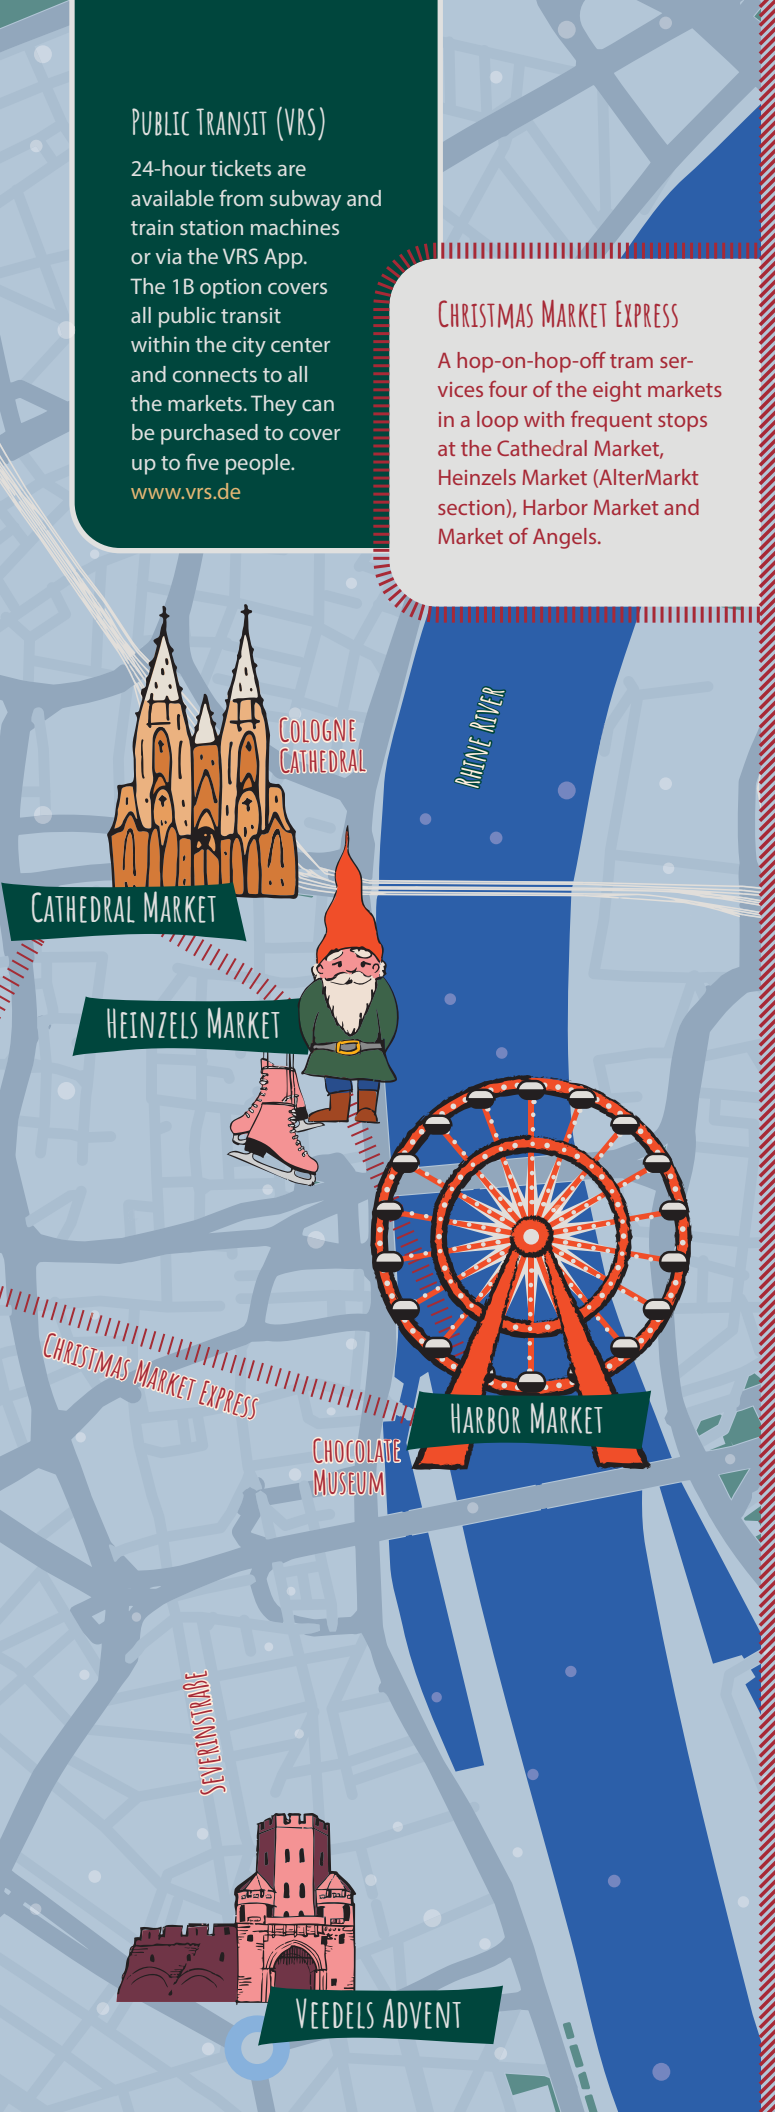 Public Transit (VRS)
24-hour tickets are
available from subway and
train station machines
or via the VRS App.
The 1B option covers
all public transit
within the city center
and connects to all
the markets. They can
be purchased to cover
up to five people.
www.vrs.de
Christmas Market Express
A hop-on-hop-off tram ser-
vices four of the eight markets
in a loop with frequent stops
at the Cathedral Market,
Heinzels Market (AlterMarkt
section), Harbor Market and
Market of Angels.
Rhine River
Cologne
Cathedral
Cathedral Market
Heinzels Market
Christmas Market Express
Harbor Market
Chocolate
Museum
Severinstraße
Veedels Advent